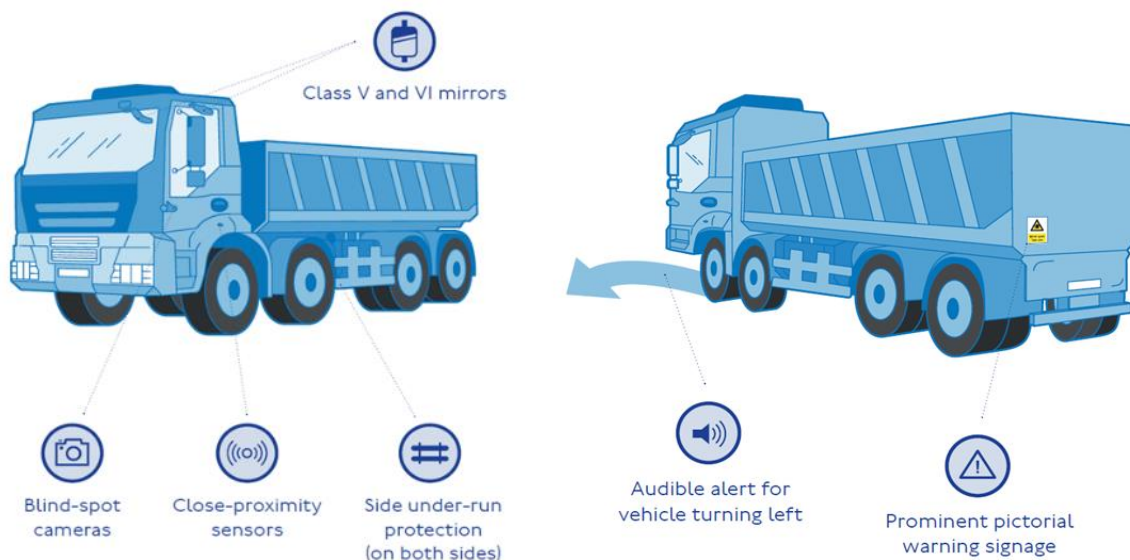 Class V and VI mirrors
Blind-spot
cameras
Close-proximity
sensors
Side under-run
protection
(on both sides)
Audible alert for
vehicle turning left
Prominent pictorial
warning signage